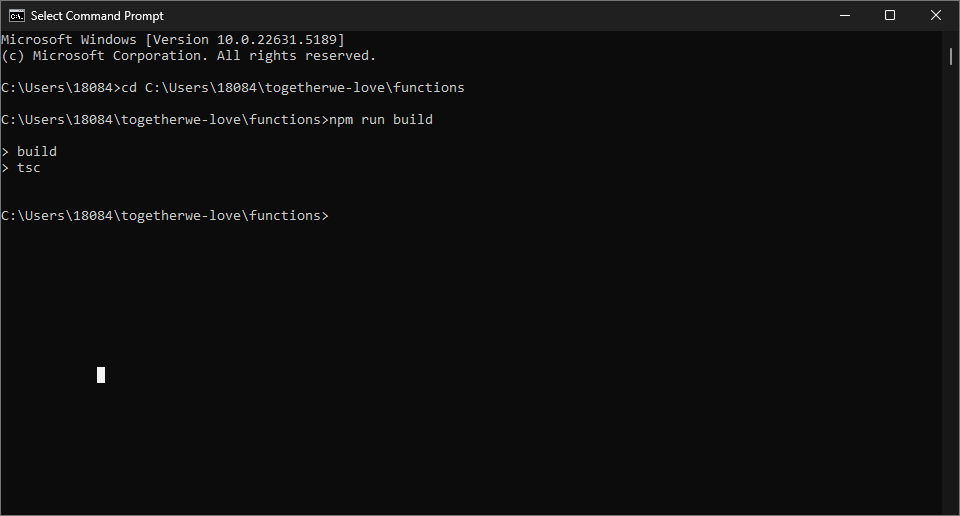 Select Command Prompt
Microsoft Windows [Version 10.0.22631.5189]
(c) Microsoft Corporation. All rights reserved.
C:\Users\18084>cd C:\Users\18084\togetherwe-love\functions
C:\Users\18084\togetherwe-love\functions>npm run build
> build
> tsc
C:\Users\18084\togetherwe-love\functions>